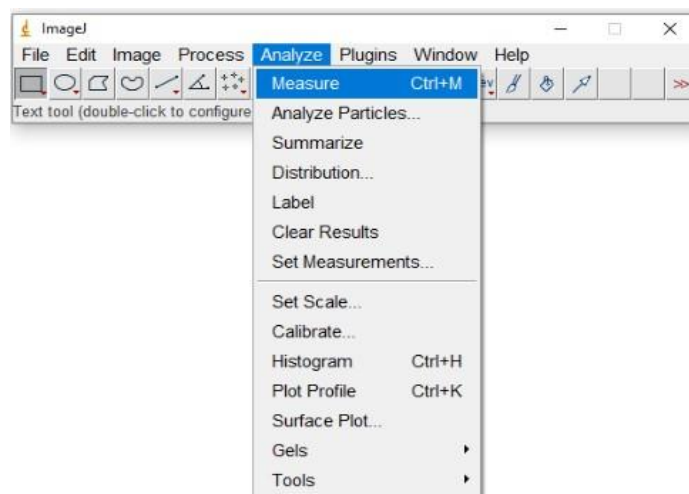 ImageJ
File Edit Image Process Analyze Plugins Window Help
Text tool (double-click to configure
Measure Ctrl+M
Analyze Particles...
Summarize
Distribution...
Label
Clear Results
Set Measurements...
Set Scale...
Calibrate...
Histogram Ctrl+H
Plot Profile Ctrl+K
Surface Plot...
Gels
Tools